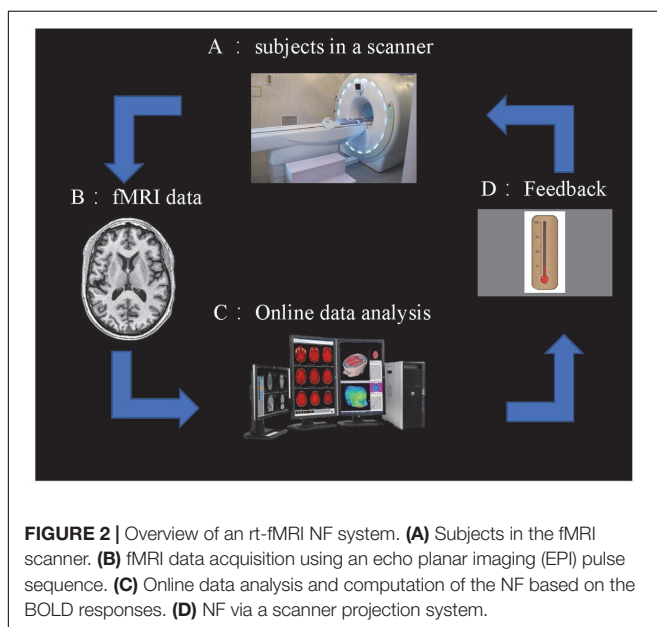 A : subjects in a scanner
B : fMRI data
D : Feedback
C : Online data analysis
FIGURE 2 | Overview of an rt-fMRI NF system. (A) Subjects in the fMRI
scanner. (B) fMRI data acquisition using an echo planar imaging (EPI) pulse
sequence. (C) Online data analysis and computation of the NF based on the
BOLD responses. (D) NF via a scanner projection system.